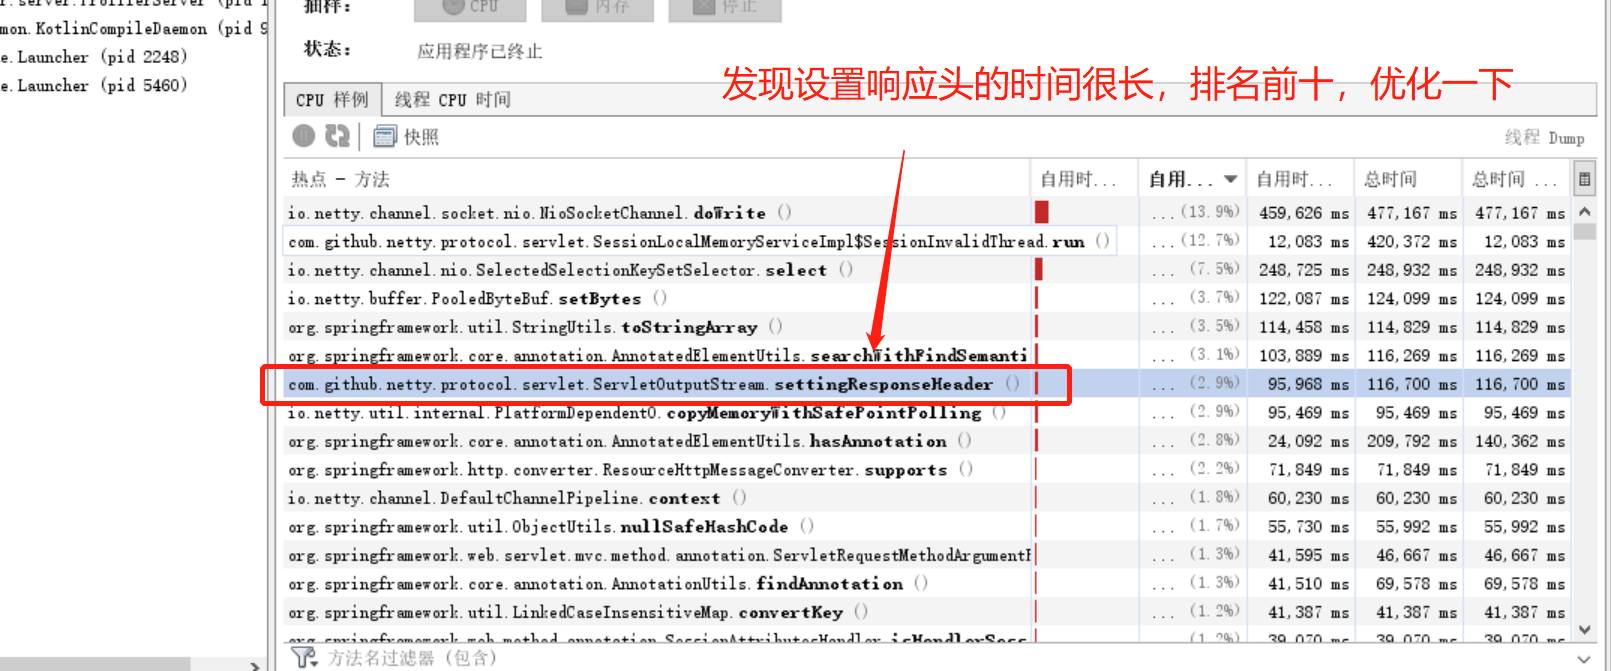 mon.KotlinCompileDaemon (pid 9
e.Launcher (pid 2248)
e.Launcher (pid 5460)
抽样:
CPU
内存
停止
状态:
应用程序已终止
发现设置响应头的时间很长，排名前十，优化一下
CPU 样例
线程 CPU 时间
快照
线程 Dump
热点 - 方法 自用时... 自用... 自用时... 总时间 总时间 ...
io.netty.channel.socket.nio.NioSocketChannel.doWrite () ... (13.9%) 459,626 ms 477,167 ms 477,167 ms
com.github.netty.protocol.servlet.SessionLocalMemoryServiceImpl$SessionInvalidThread.run () ... (12.7%) 12,083 ms 420,372 ms 12,083 ms
io.netty.channel.nio.SelectedSelectionKeySetSelector.select () ... (7.5%) 248,725 ms 248,932 ms 248,932 ms
io.netty.buffer.PooledByteBuf.setBytes () ... (3.7%) 122,087 ms 124,099 ms 124,099 ms
org.springframework.util.StringUtils.toStringArray () ... (3.5%) 114,458 ms 114,829 ms 114,829 ms
org.springframework.core.annotation.AnnotatedElementUtils.searchWithFindSemanti ... (3.1%) 103,889 ms 116,269 ms 116,269 ms
com.github.netty.protocol.servlet.ServletOutputStream.settingResponseHeader () ... (2.9%) 95,968 ms 116,700 ms 116,700 ms
io.netty.util.internal.PlatformDependent0.copyMemoryWithSafePointPolling () ... (2.9%) 95,469 ms 95,469 ms 95,469 ms
org.springframework.core.annotation.AnnotatedElementUtils.hasAnnotation () ... (2.8%) 24,092 ms 209,792 ms 140,362 ms
org.springframework.http.converter.ResourceHttpMessageConverter.supports () ... (2.2%) 71,849 ms 71,849 ms 71,849 ms
io.netty.channel.DefaultChannelPipeline.context () ... (1.8%) 60,230 ms 60,230 ms 60,230 ms
org.springframework.util.ObjectUtils.nullSafeHashCode () ... (1.7%) 55,730 ms 55,992 ms 55,992 ms
org.springframework.web.servlet.mvc.method.annotation.ServletRequestMethodArgumentR ... (1.3%) 41,595 ms 46,667 ms 46,667 ms
org.springframework.core.annotation.AnnotationUtils.findAnnotation () ... (1.3%) 41,510 ms 69,578 ms 69,578 ms
org.springframework.util.LinkedCaseInsensitiveMap.convertKey () ... (1.2%) 41,387 ms 41,387 ms 41,387 ms
org.springframework.web.method.annotation.SessionAttributesHandler.isHandlerSess ... (1.2%) 39,070 ms 39,070 ms 39,070 ms
方法名过滤器 (包含)